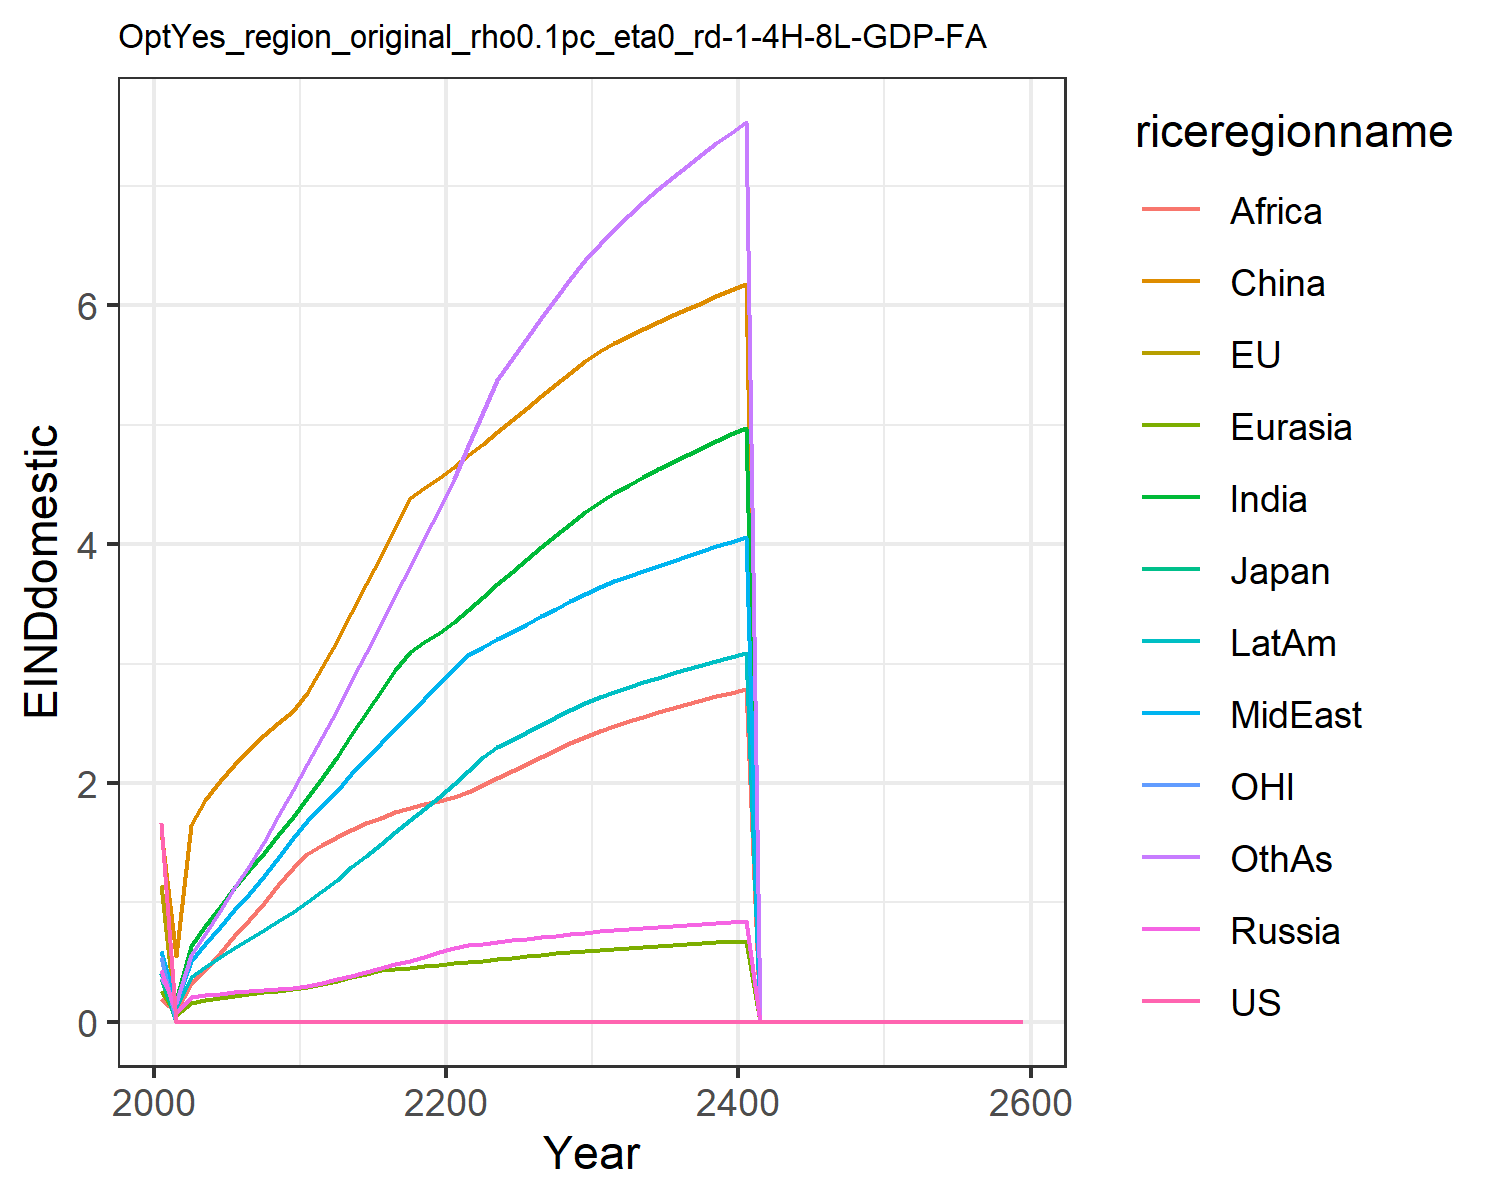 OptYes_region_original_rho0.1pc_eta0_rd-1-4H-8L-GDP-FA
EINDdomestic
6
4
2
0
2000
2200
2400
2600
Year
riceregionname
Africa
China
EU
Eurasia
India
Japan
LatAm
MidEast
OHI
OthAs
Russia
US